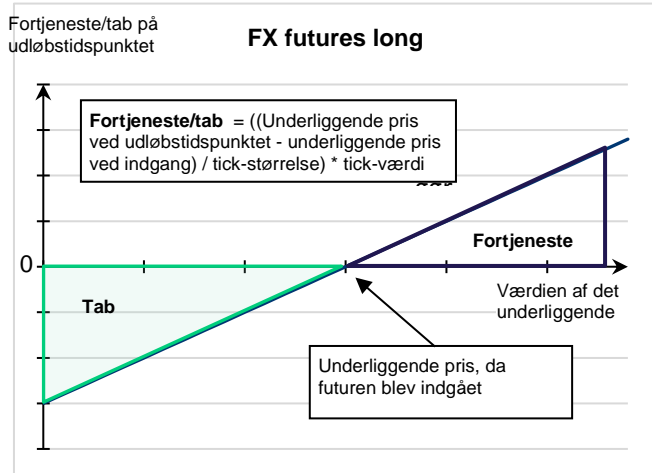 Fortjeneste/tab på
udløbstidspunktet
FX futures long
Fortjeneste/tab = ((Underliggende pris
ved udløbstidspunktet - underliggende pris
ved indgang) / tick-størrelse) * tick-værdi
Fortjeneste
0
Værdien af det
underliggende
Tab
Underliggende pris, da
futuren blev indgået